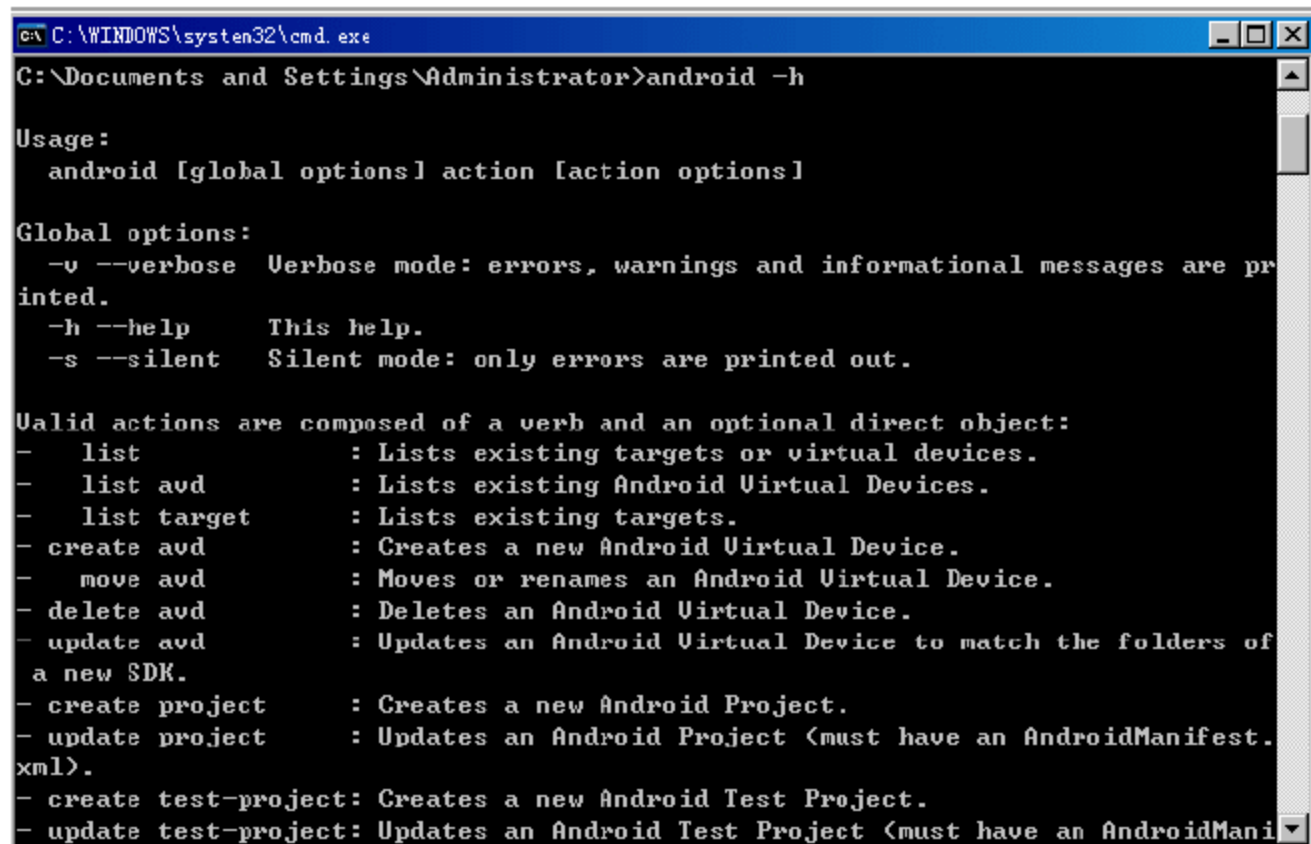 C:\WINDOWS\systen32\cmd.exe
C:\Documents and Settings\Administrator>android -h
Usage:
android [global options] action [action options]
Global options:
-v --verbose  Verbose mode: errors, warnings and informational messages are pr
inted.
-h --help     This help.
-s --silent   Silent mode: only errors are printed out.
Valid actions are composed of a verb and an optional direct object:
-    list              : Lists existing targets or virtual devices.
-    list avd          : Lists existing Android Virtual Devices.
-    list target       : Lists existing targets.
- create avd          : Creates a new Android Virtual Device.
-    move avd          : Moves or renames an Android Virtual Device.
- delete avd          : Deletes an Android Virtual Device.
- update avd          : Updates an Android Virtual Device to match the folders of
a new SDK.
- create project      : Creates a new Android Project.
- update project      : Updates an Android Project (must have an AndroidManifest.
xml).
- create test-project: Creates a new Android Test Project.
- update test-project: Updates an Android Test Project (must have an AndroidMani